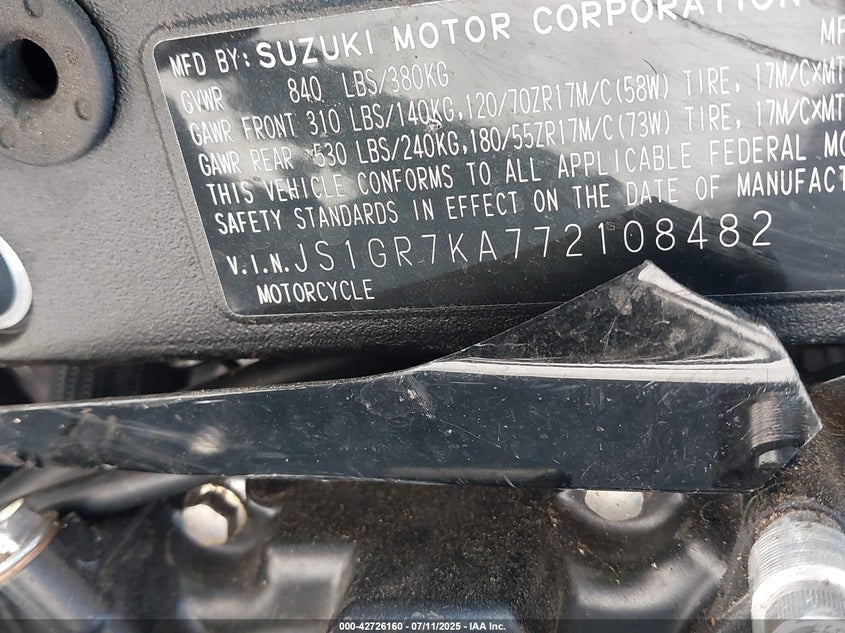 MFD BY: SUZUKI MOTOR CORPORATION
GVWR 840 LBS/380KG
GAWR FRONT 310 LBS/140KG,120/70ZR17M/C(58W) TIRE, 17M/CXMT
GAWR REAR 530 LBS/240KG,180/55ZR17M/C(73W) TIRE, 17M/CXMT
THIS VEHICLE CONFORMS TO ALL APPLICABLE FEDERAL MO
SAFETY STANDARDS IN EFFECT ON THE DATE OF MANUFACT
V.I.N.JS1GR7KA772108482
MOTORCYCLE
000-42726160 - 07/11/2025 - IAA Inc.